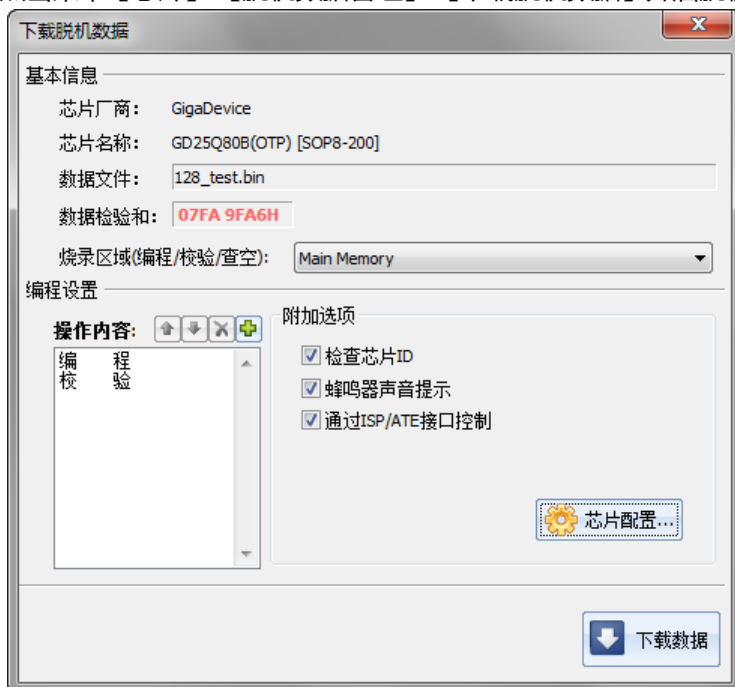 下载脱机数据
基本信息
芯片厂商： GigaDevice
芯片名称： GD25Q80B(OTP) [SOP8-200]
数据文件： 128_test.bin
数据检验和： 07FA 9FA6H
烧录区域(编程/校验/查空)： Main Memory
编程设置
操作内容:
编 程
校 验
附加选项
检查芯片ID
蜂鸣器声音提示
通过ISP/ATE接口控制
芯片配置...
下载数据